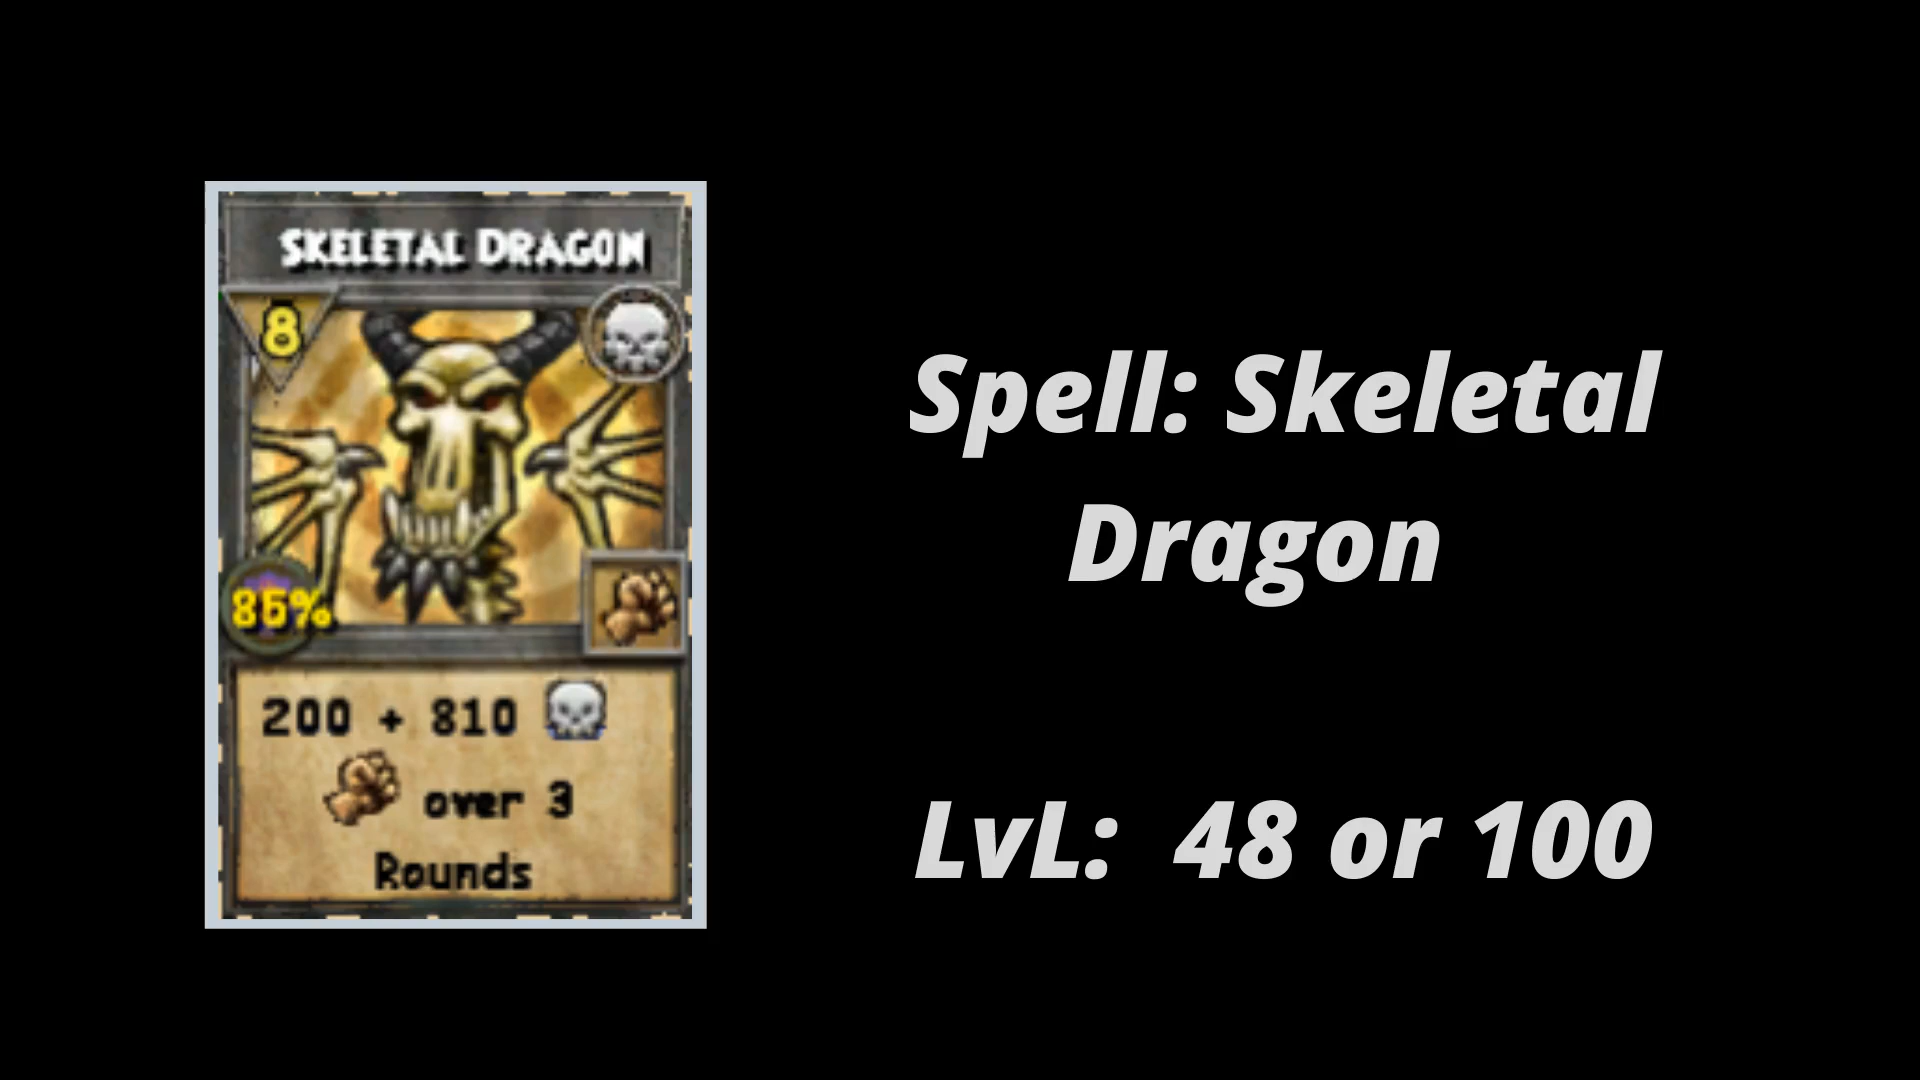 SKELETAL DRAGON
8
85%
200 + 810
over 3
Rounds
Spell: Skeletal
Dragon
LvL: 48 or 100